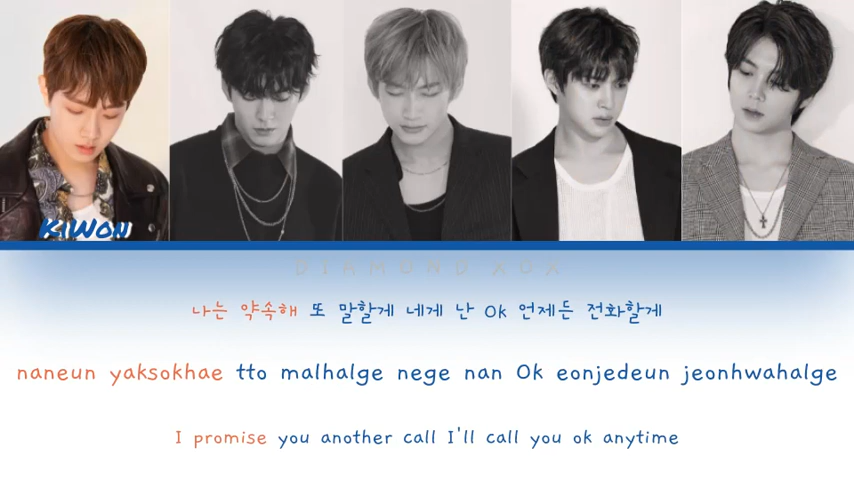 KiWon
DIAMOND XOX
나는 약속해 또 말할게 네게 난 Ok 언제든 전화할게
naneun yaksokhae tto malhalge nege nan Ok eonjedeun jeonhwahalge
I promise you another call I'll call you ok anytime